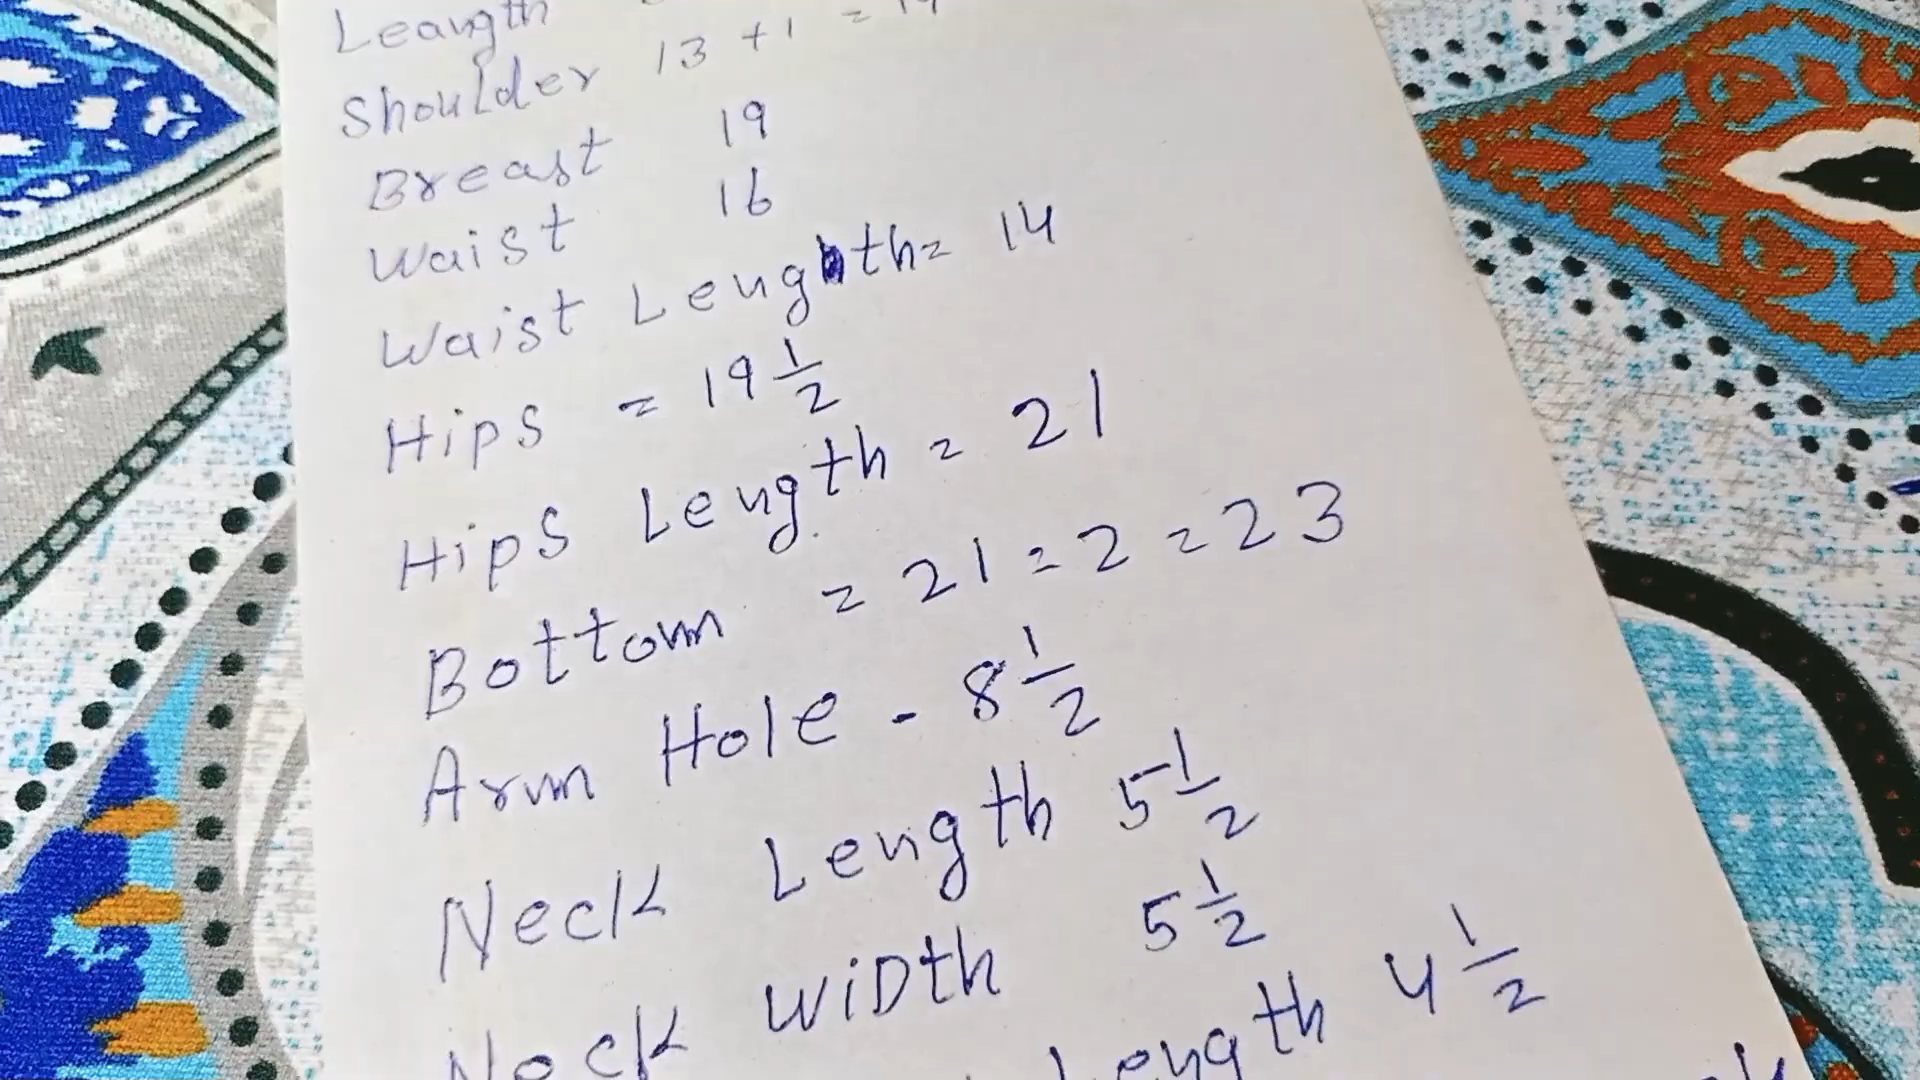 Leangth
Shoulder 13 + 1 = 14
Breast 19
Waist 16
Waist Length = 14
Hips = 19 1/2
Hips Length = 21
Bottom = 21 = 2 = 23
Arm Hole - 8 1/2
Neck Length 5 1/2
Neck WiDth 5 1/2
Length 4 1/2